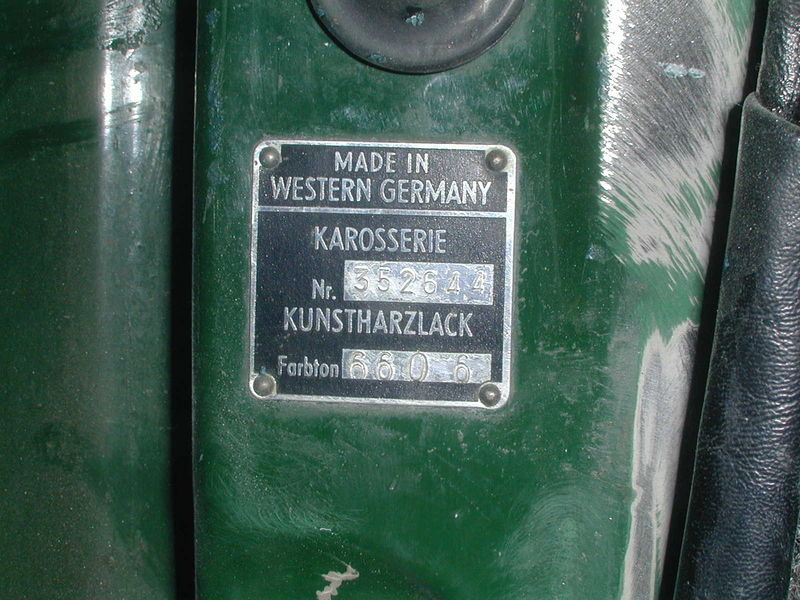 MADE IN
WESTERN GERMANY
KAROSSERIE
Nr. 352644
KUNSTHARZLACK
Farbton 6606